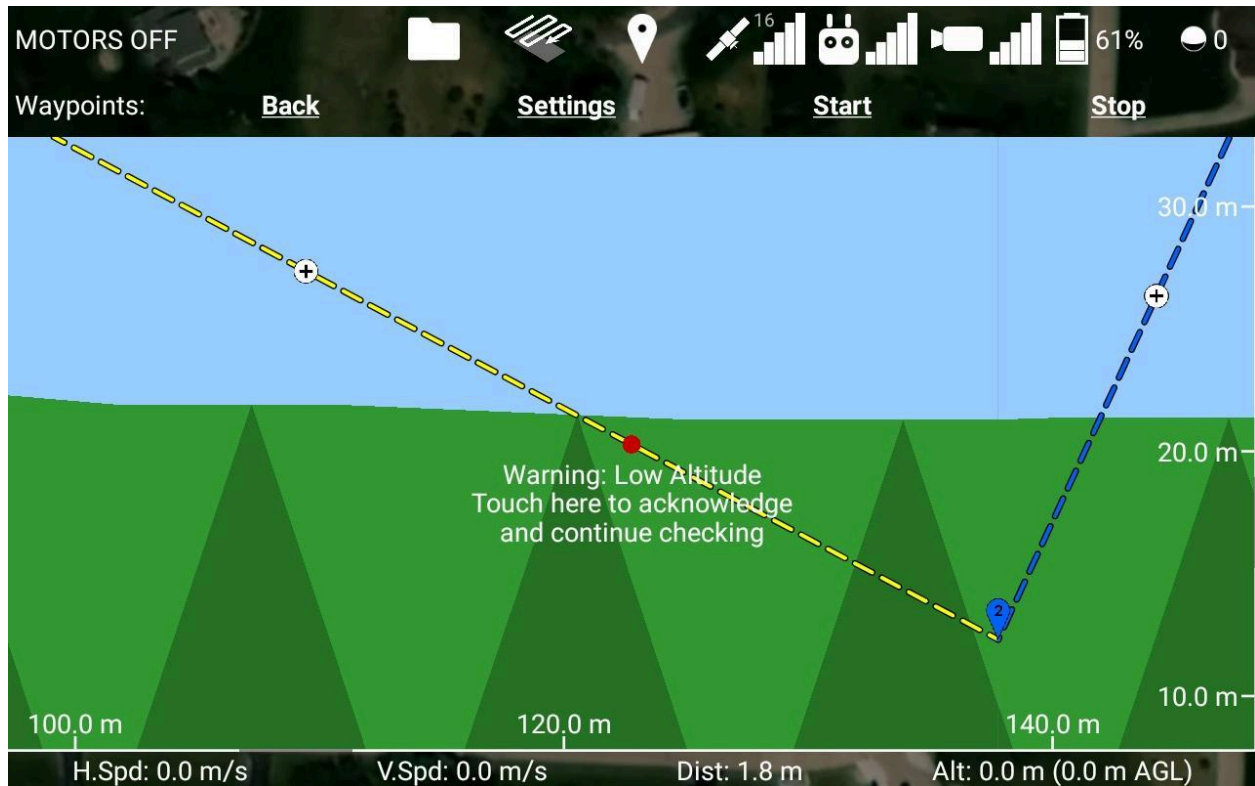 MOTORS OFF
16
61%
0
Waypoints: Back Settings Start Stop
30.0 m
20.0 m
Warning: Low Altitude
Touch here to acknowledge
and continue checking
2
10.0 m
100.0 m 120.0 m 140.0 m
H.Spd: 0.0 m/s V.Spd: 0.0 m/s Dist: 1.8 m Alt: 0.0 m (0.0 m AGL)